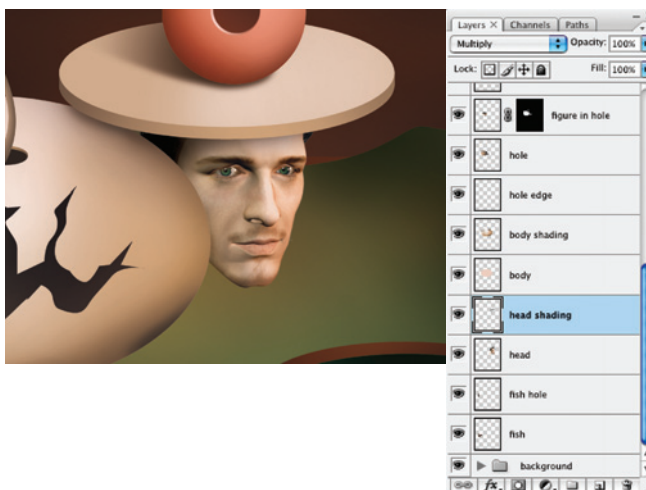 Layers × Channels Paths
Multiply Opacity: 100%
Lock: Fill: 100%
figure in hole
hole
hole edge
body shading
body
head shading
head
fish hole
fish
background
fx.